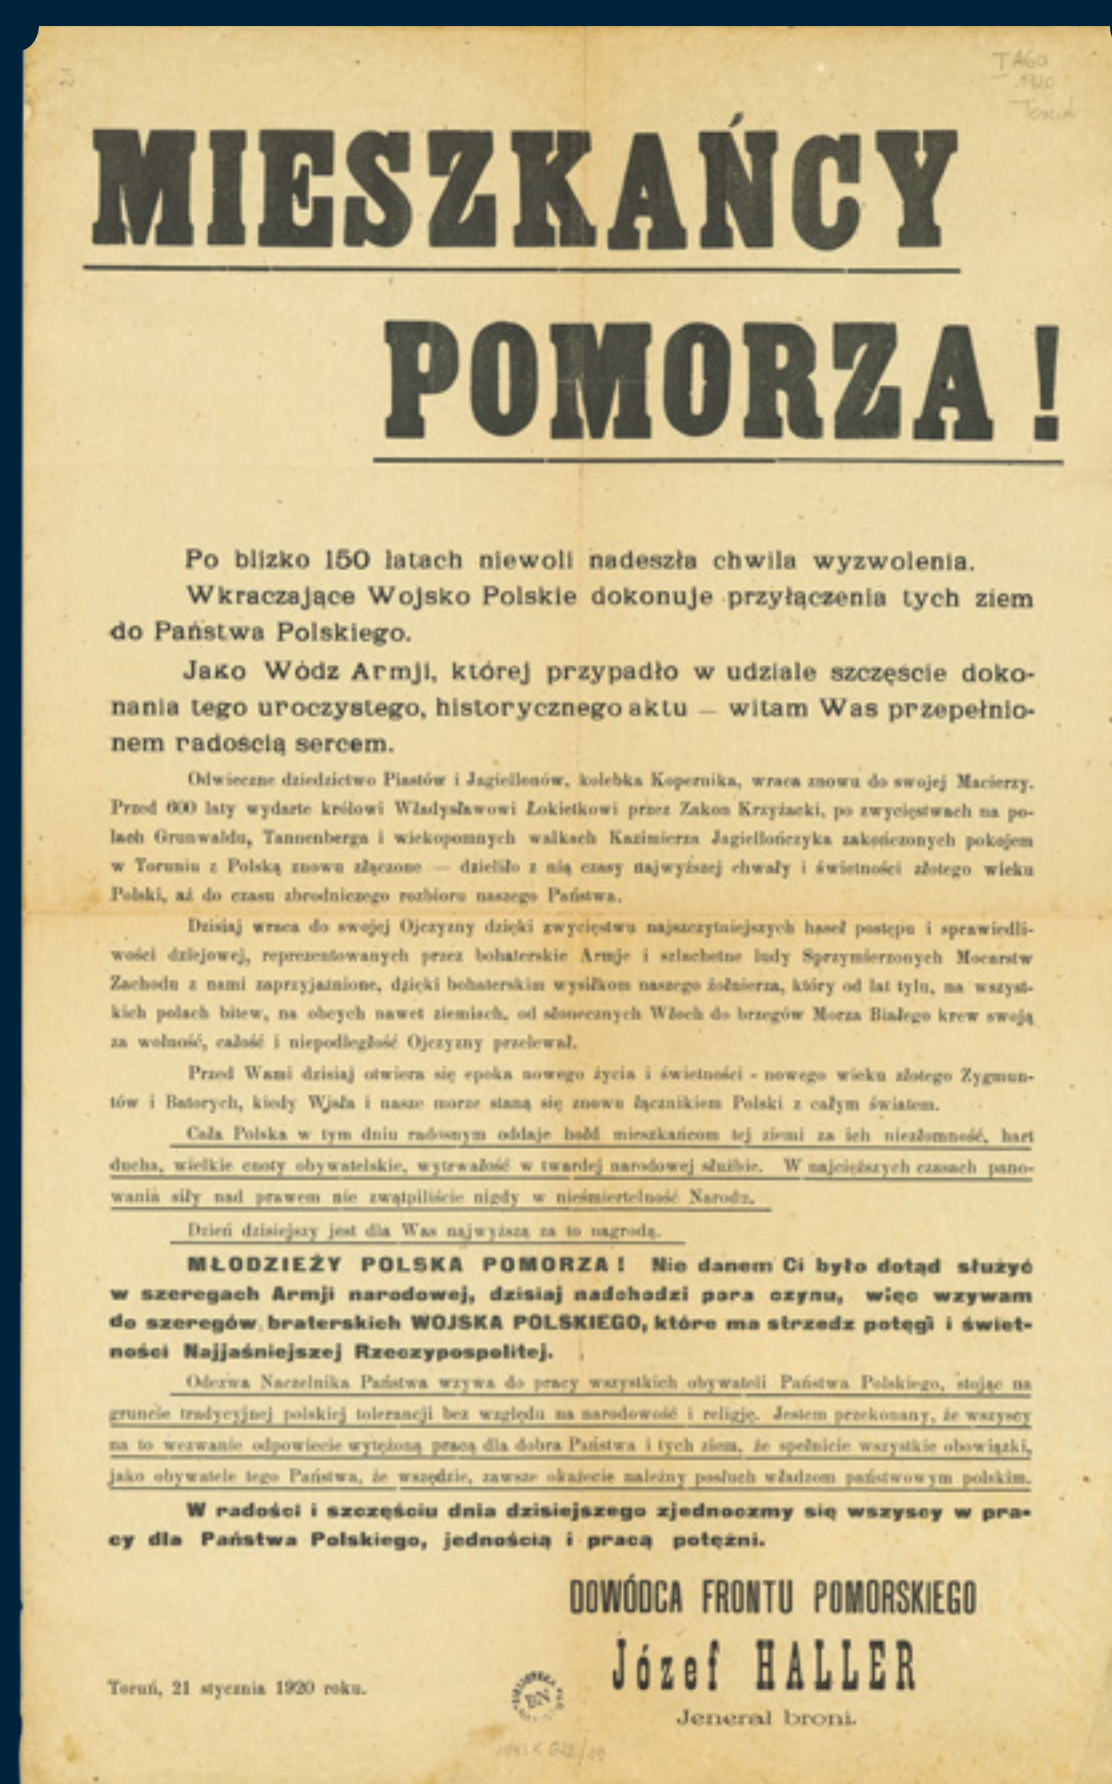 I A6a
1920
Toruń
MIESZKAŃCY
POMORZA !
Po blizko 150 latach niewoli nadeszła chwila wyzwolenia.
Wkraczające Wojsko Polskie dokonuje przyłączenia tych ziem
do Państwa Polskiego.
Jako Wódz Armji, której przypadło w udziale szczęście doko-
nania tego uroczystego, historycznego aktu — witam Was przepełnio-
nem radością sercem.
Odwieczne dziedzictwo Piastów i Jagiellonów, kolebka Kopernika, wraca znowu do swojej Macierzy.
Przed 600 laty wydarte królowi Władysławowi Łokietkowi przez Zakon Krzyżacki, po zwycięstwach na po-
lach Grunwaldu, Tannenberga i wiekopomnych walkach Kazimierza Jagiellończyka zakończonych pokojem
w Toruniu z Polską znowu złączone — dzieliło z nią czasy najwyższej chwały i świetności złotego wieku
Polski, aż do czasu zbrodniczego rozbioru naszego Państwa.
Dzisiaj wraca do swojej Ojczyzny dzięki zwycięstwu najszczytniejszych haseł postępu i sprawiedli-
wości dziejowej, reprezentowanych przez bohaterskie Armje i szlachetne ludy Sprzymierzonych Mocarstw
Zachodu z nami zaprzyjaźnione, dzięki bohaterskim wysiłkom naszego żołnierza, który od lat tylu, na wszyst-
kich polach bitew, na obcych nawet ziemiach, od słonecznych Włoch do brzegów Morza Białego krew swoją
za wolność, całość i niepodległość Ojczyzny przelewał.
Przed Wami dzisiaj otwiera się epoka nowego życia i świetności - nowego wieku złotego Zygmun-
tów i Batorych, kiedy Wisła i nasze morze staną się znowu łącznikiem Polski z całym światem.
Cała Polska w tym dniu radosnym oddaje hołd mieszkańcom tej ziemi za ich niezłomność, hart
ducha, wielkie cnoty obywatelskie, wytrwałość w twardej narodowej służbie. W najcięższych czasach pano-
wania siły nad prawem nie zwątpiliście nigdy w nieśmiertelność Narodu.
Dzień dzisiejszy jest dla Was najwyższą za to nagrodą.
MŁODZIEŻY POLSKA POMORZA ! Nie danem Ci było dotąd służyć
w szeregach Armji narodowej, dzisiaj nadchodzi pora czynu, więc wzywam
do szeregów braterskich WOJSKA POLSKIEGO, które ma strzedz potęgi i świet-
ności Najjaśniejszej Rzeczypospolitej.
Odezwa Naczelnika Państwa wzywa do pracy wszystkich obywateli Państwa Polskiego, stojąc na
gruncie tradycyjnej polskiej tolerancji bez względu na narodowość i religję. Jestem przekonany, że wszyscy
na to wezwanie odpowiecie wytężoną pracą dla dobra Państwa i tych ziem, że spełnicie wszystkie obowiązki,
jako obywatele tego Państwa, że wszędzie, zawsze okażecie należny posłuch władzom państwowym polskim.
W radości i szczęściu dnia dzisiejszego zjednoczmy się wszyscy w pra-
cy dla Państwa Polskiego, jednością i pracą potężni.
DOWÓDCA FRONTU POMORSKIEGO
Józef HALLER
Jenerał broni.
Toruń, 21 stycznia 1920 roku.
BN